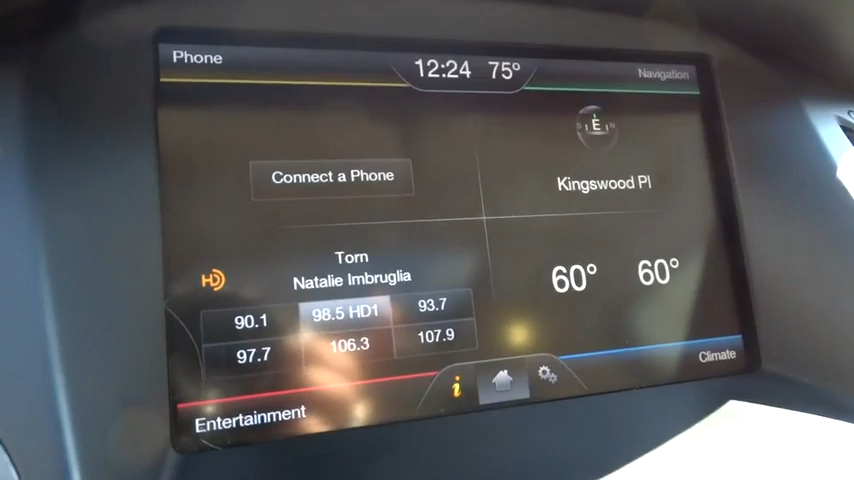 Phone
12:24 75°
Navigation
E
Connect a Phone
Kingswood Pl
HD
Torn
Natalie Imbruglia
60° 60°
90.1 98.5 HD1 93.7
97.7 106.3 107.9
Entertainment
i
Climate